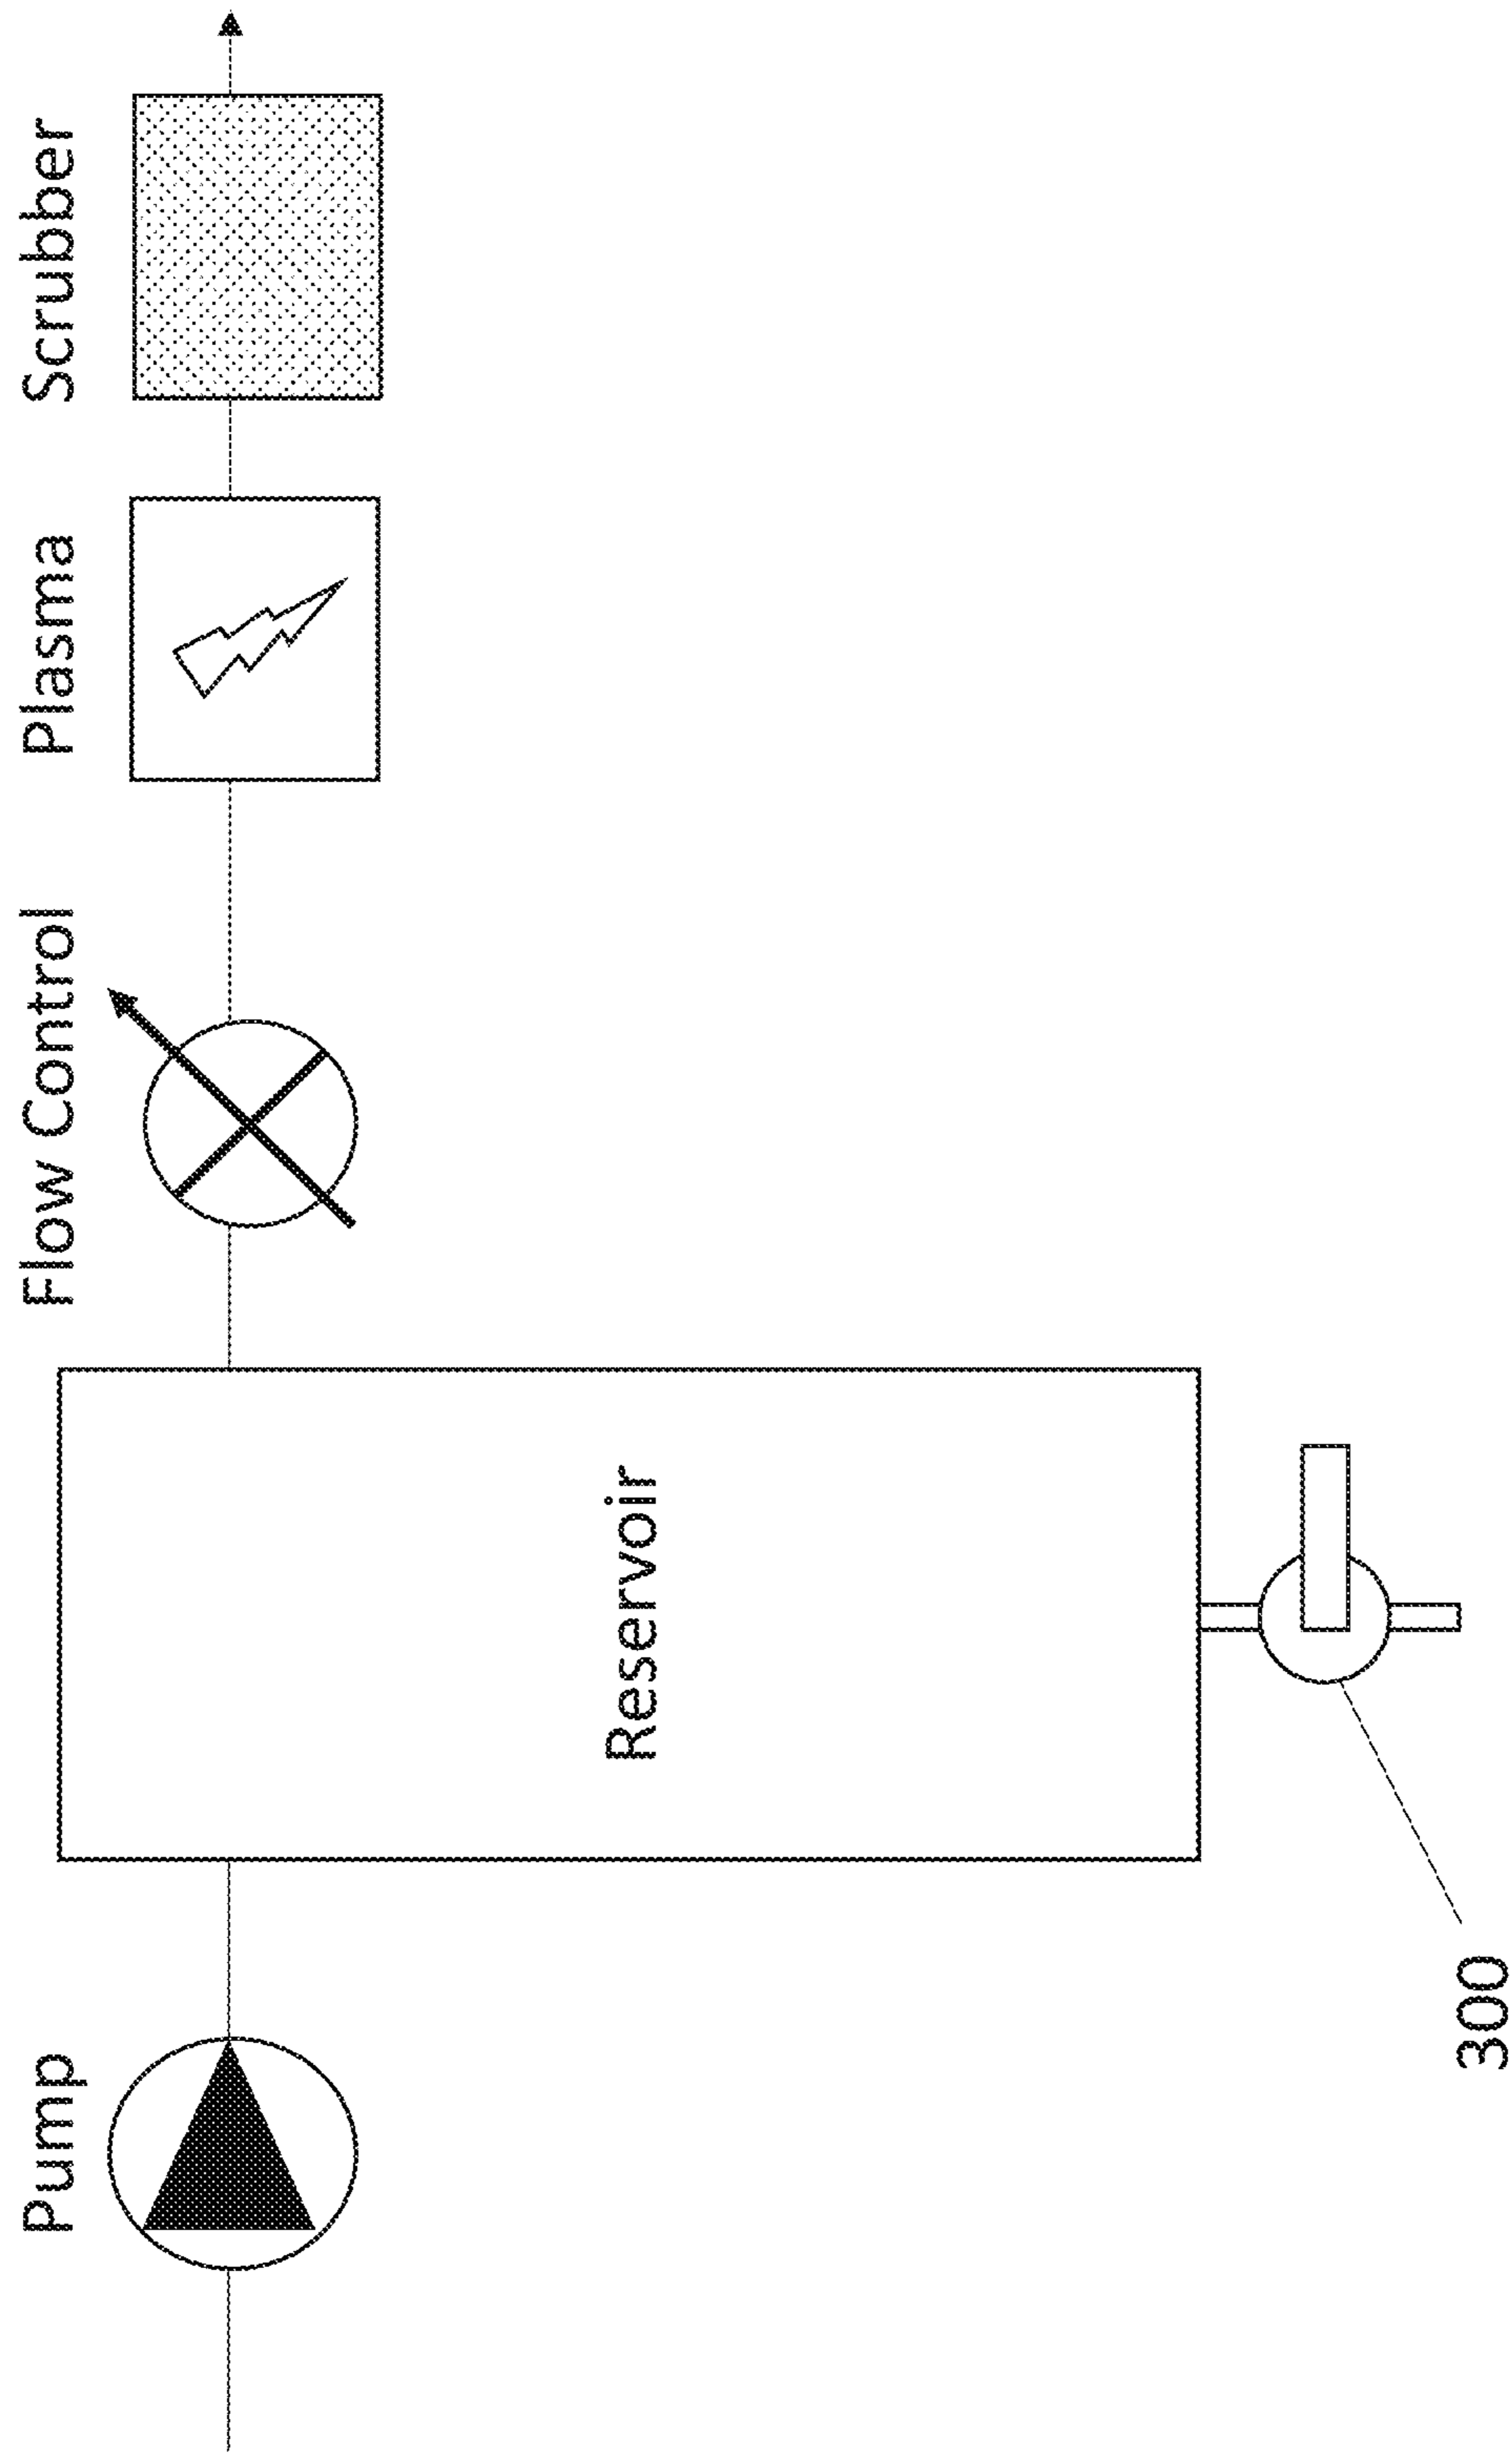 Pump
Flow Control
Plasma
Scrubber
Reservoir
300